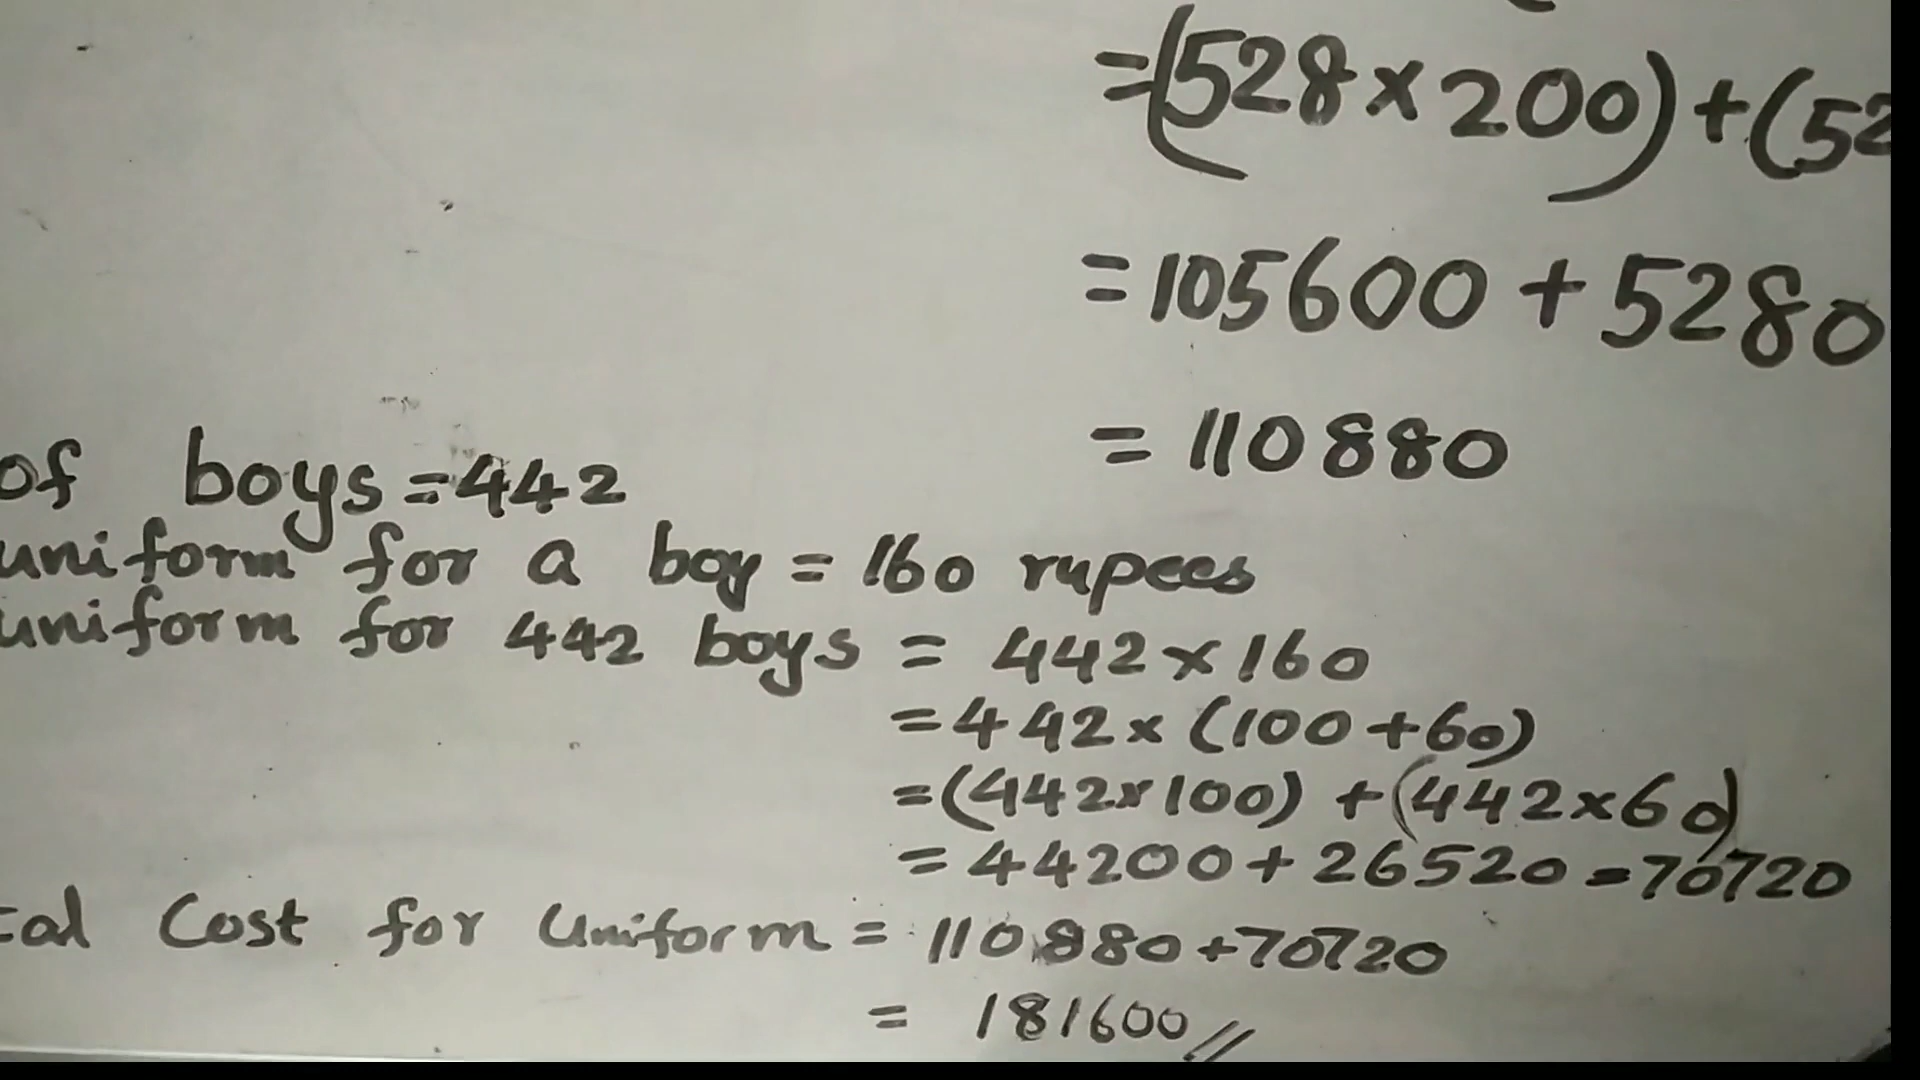 =(528×200)+(52
=105600+5280
=110880
of boys=442
uniform for a boy = 160 rupees
uniform for 442 boys = 442×160
=442×(100+60)
=(442×100)+(442×60)
=44200+26520=70720
tal Cost for Uniform = 110880+70720
= 181600//